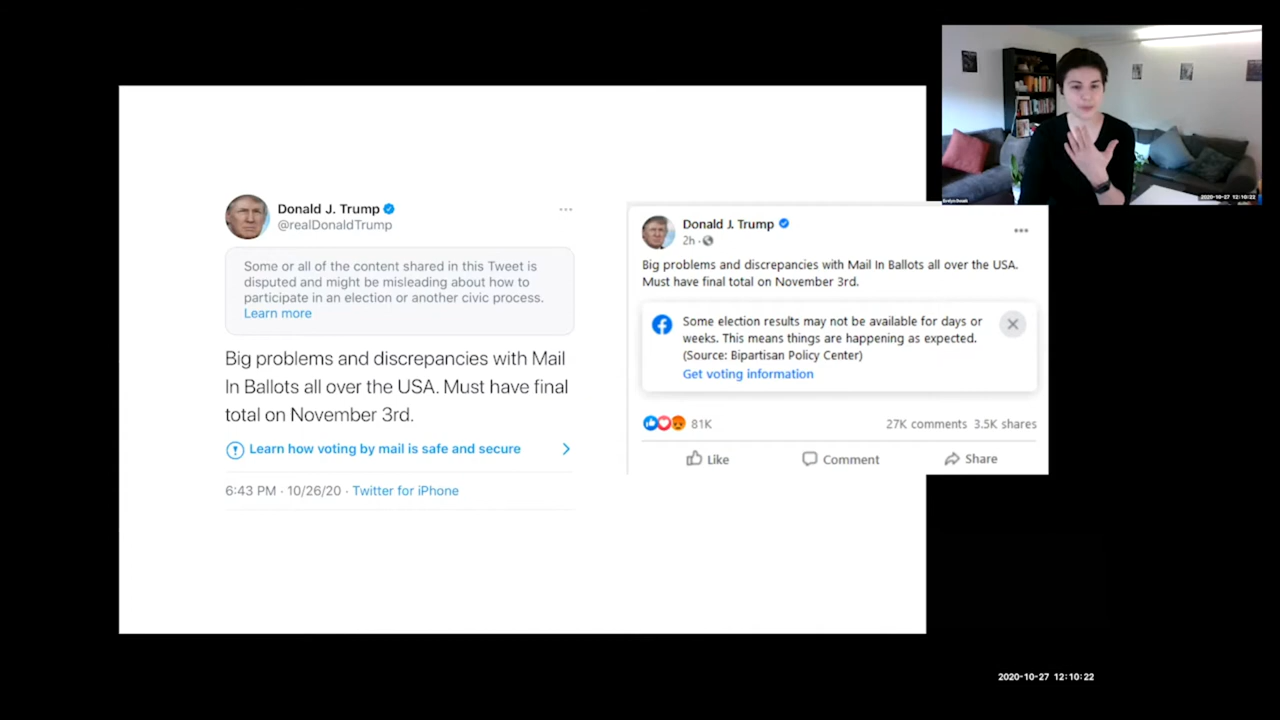 Donald J. Trump
@realDonaldTrump
Some or all of the content shared in this Tweet is
disputed and might be misleading about how to
participate in an election or another civic process.
Learn more
Big problems and discrepancies with Mail
In Ballots all over the USA. Must have final
total on November 3rd.
Learn how voting by mail is safe and secure
6:43 PM · 10/26/20 · Twitter for iPhone
Donald J. Trump
2h ·
Big problems and discrepancies with Mail In Ballots all over the USA.
Must have final total on November 3rd.
Some election results may not be available for days or
weeks. This means things are happening as expected.
(Source: Bipartisan Policy Center)
Get voting information
81K
27K comments 3.5K shares
Like
Comment
Share
2020-10-27 12:10:22
2020-10-27 12:10:22